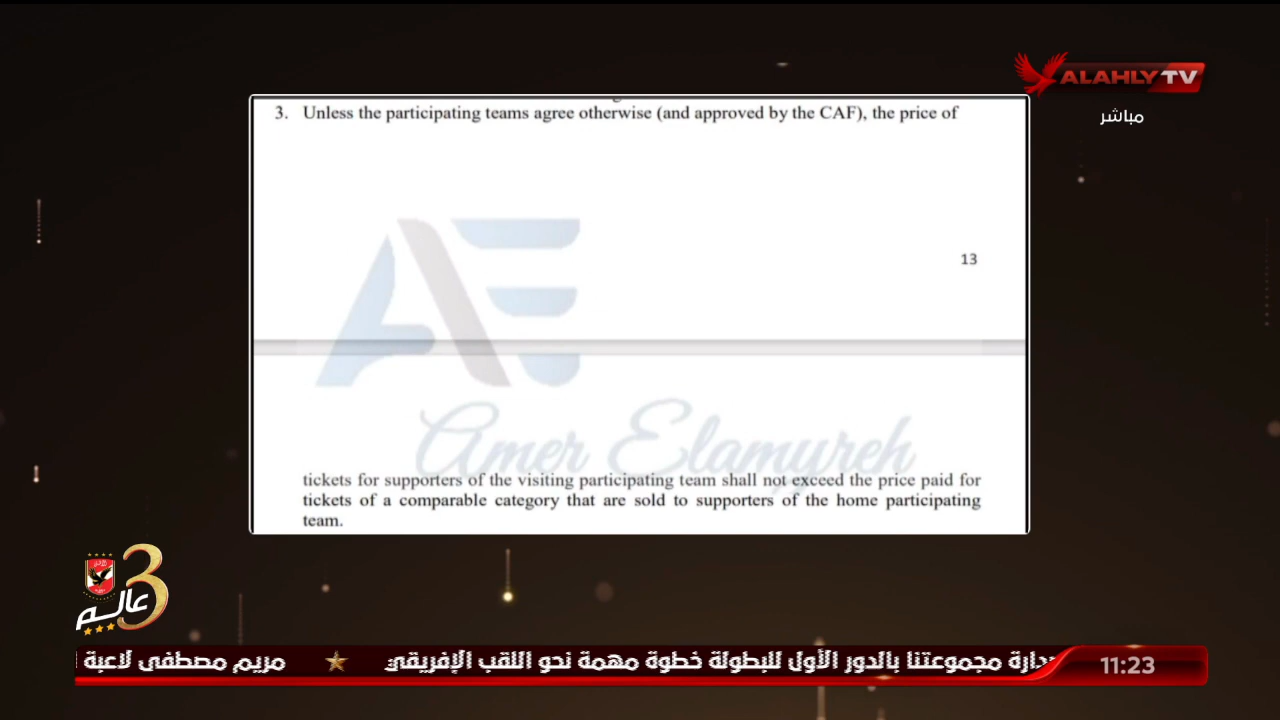 ALAHLY TV
مباشر
3. Unless the participating teams agree otherwise (and approved by the CAF), the price of
13
AE
Amer Elamyreh
tickets for supporters of the visiting participating team shall not exceed the price paid for
tickets of a comparable category that are sold to supporters of the home participating
team.
3
عالم
صدارة مجموعتنا بالدور الأول للبطولة خطوة مهمة نحو اللقب الإفريقي ★ مريم مصطفى لاعبة
11:23